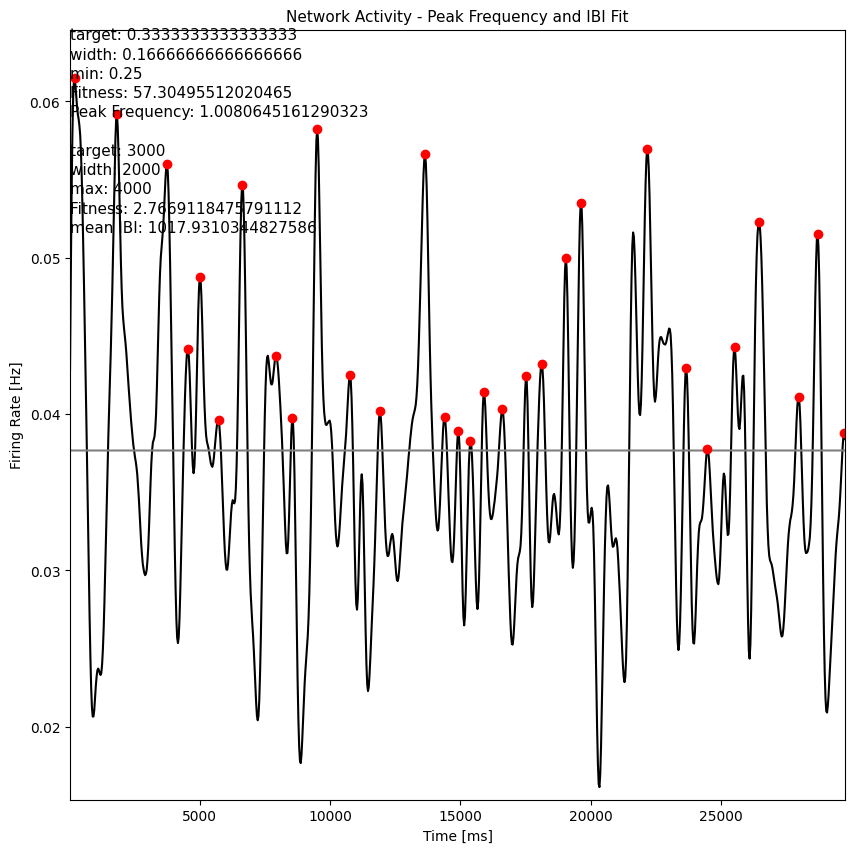 Network Activity - Peak Frequency and IBI Fit
target: 0.3333333333333333
width: 0.16666666666666666
min: 0.25
Fitness: 57.30495512020465
Peak Frequency: 1.0080645161290323
target: 3000
width: 2000
max: 4000
Fitness: 2.7669118475791112
mean IBI: 1017.9310344827586
0.06
0.05
0.04
0.03
0.02
Firing Rate [Hz]
5000 10000 15000 20000 25000
Time [ms]